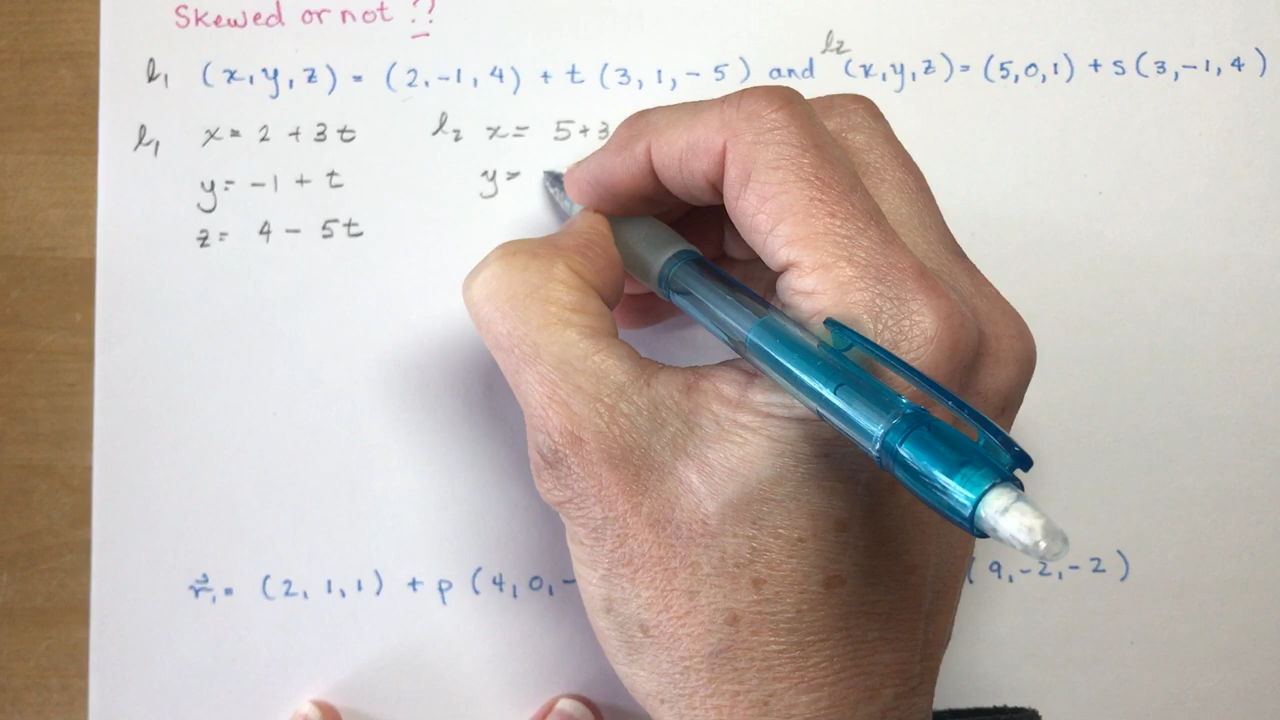 Skewed or not ??
l₁ (x,y,z) = (2,-1,4) + t (3,1,-5) and l₂ (x,y,z) = (5,0,1) + s(3,-1,4)
l₁ x = 2 + 3t l₂ x = 5+3
y = -1 + t y =
z = 4 - 5t
r⃗₁ = (2,1,1) + p (4,0,- (9,-2,-2)